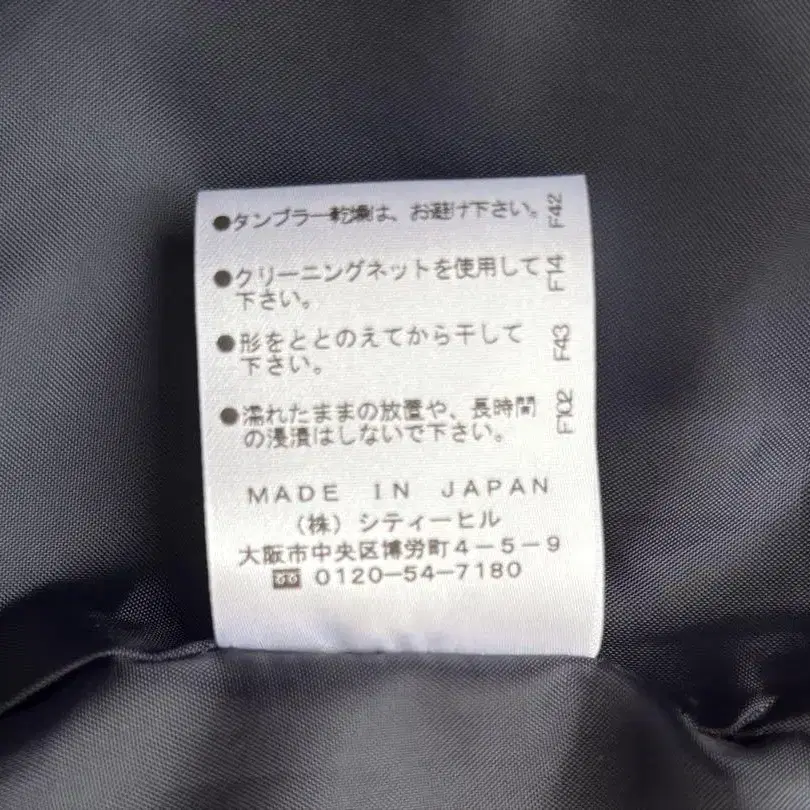 ●タンブラー乾燥は、お避け下さい。 F42
●クリーニングネットを使用して F14
下さい。
●形をととのえてから干して F43
下さい。
●濡れたままの放置や、長時間 F102
の浸漬はしないで下さい。
MADE IN JAPAN
(株)シティーヒル
大阪市中央区博労町4-5-9
0120-54-7180